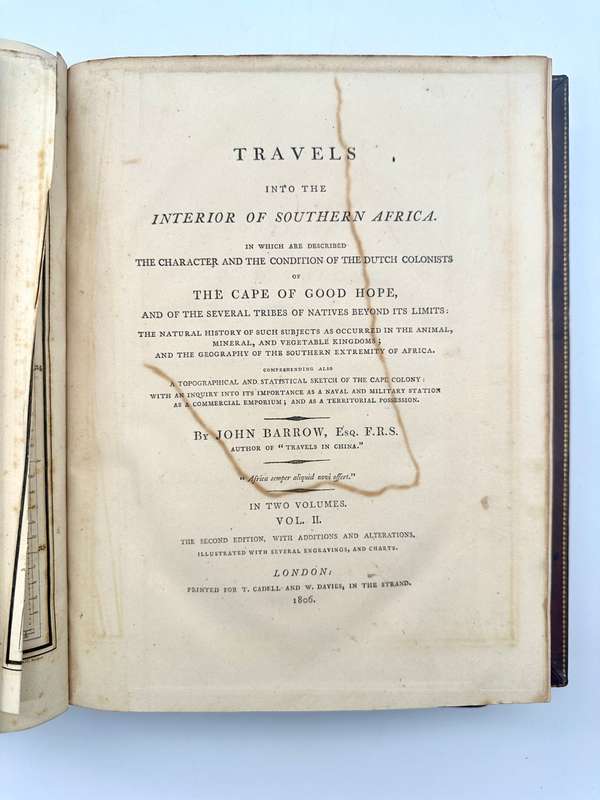 TRAVELS
INTO THE
INTERIOR OF SOUTHERN AFRICA.
IN WHICH ARE DESCRIBED
THE CHARACTER AND THE CONDITION OF THE DUTCH COLONISTS
OF
THE CAPE OF GOOD HOPE,
AND OF THE SEVERAL TRIBES OF NATIVES BEYOND ITS LIMITS:
THE NATURAL HISTORY OF SUCH SUBJECTS AS OCCURRED IN THE ANIMAL,
MINERAL, AND VEGETABLE KINGDOMS;
AND THE GEOGRAPHY OF THE SOUTHERN EXTREMITY OF AFRICA.
COMPREHENDING ALSO
A TOPOGRAPHICAL AND STATISTICAL SKETCH OF THE CAPE COLONY:
WITH AN INQUIRY INTO ITS IMPORTANCE AS A NAVAL AND MILITARY STATION
AS A COMMERCIAL EMPORIUM; AND AS A TERRITORIAL POSSESSION.
By JOHN BARROW, Esq. F.R.S.
AUTHOR OF "TRAVELS IN CHINA."
"Africa semper aliquid novi offert."
IN TWO VOLUMES.
VOL. II.
THE SECOND EDITION, WITH ADDITIONS AND ALTERATIONS.
ILLUSTRATED WITH SEVERAL ENGRAVINGS, AND CHARTS.
LONDON:
PRINTED FOR T. CADELL AND W. DAVIES, IN THE STRAND.
1806.